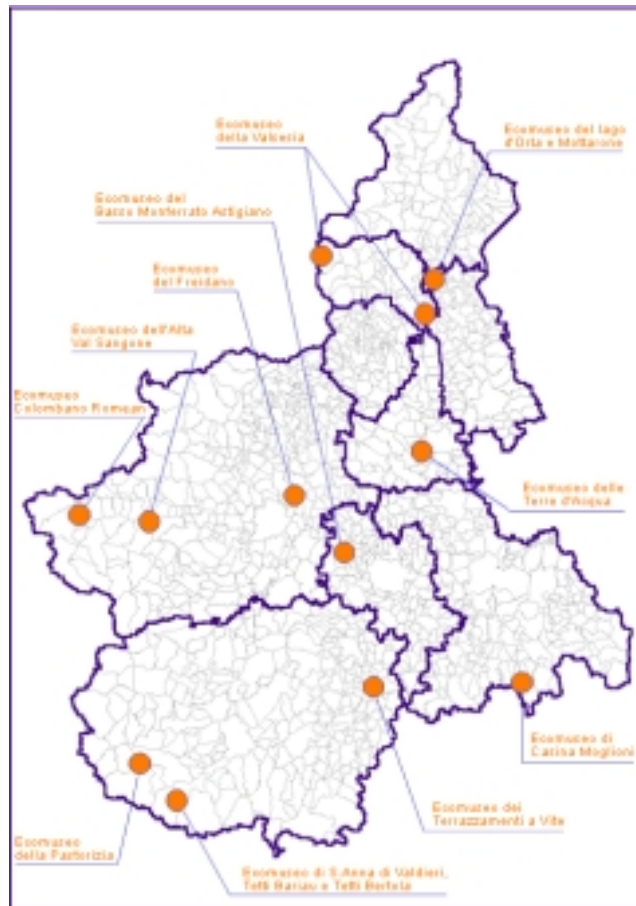 Ecomuseo
della Valsesia
Ecomuseo del lago
d'Orta e Mottarone
Ecomuseo del
Basso Monferrato Astigiano
Ecomuseo
del Freidano
Ecomuseo dell'Alta
Val Sangone
Ecomuseo
Colombano Romean
Ecomuseo delle
Terre d'Acqua
Ecomuseo di
Casina Moglioni
Ecomuseo dei
Terrazzamenti a Vite
Ecomuseo
della Pastorizia
Ecomuseo di S.Anna di Valdieri,
Tetti Bariau e Tetti Bertola